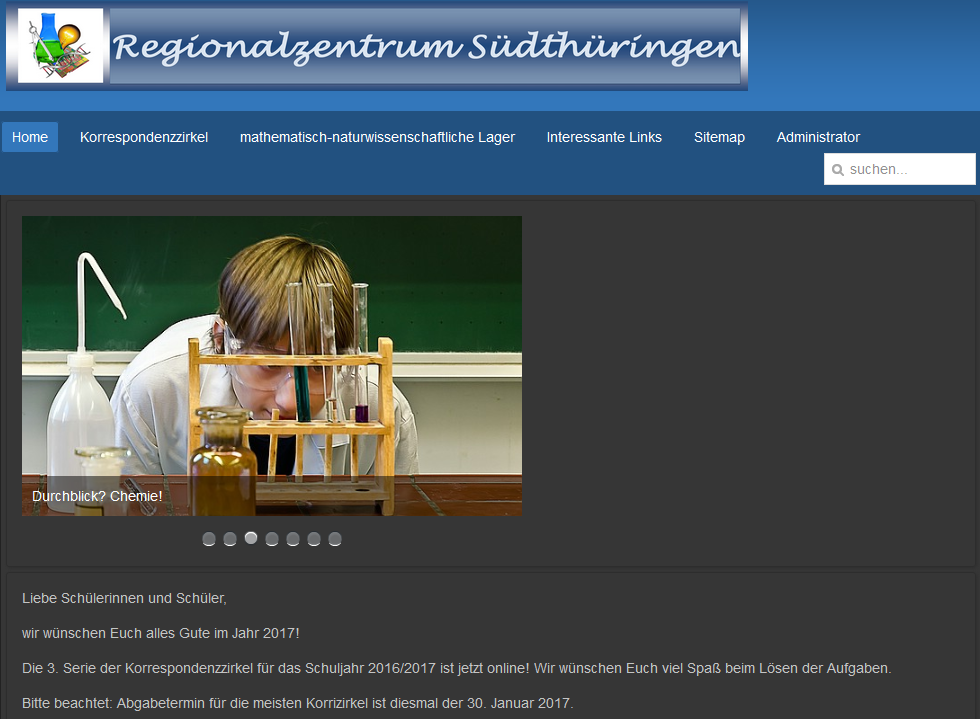 Regionalzentrum Südthüringen
Home Korrespondenzzirkel mathematisch-naturwissenschaftliche Lager Interessante Links Sitemap Administrator
suchen...
Durchblick? Chemie!
Liebe Schülerinnen und Schüler,
wir wünschen Euch alles Gute im Jahr 2017!
Die 3. Serie der Korrespondenzzirkel für das Schuljahr 2016/2017 ist jetzt online! Wir wünschen Euch viel Spaß beim Lösen der Aufgaben.
Bitte beachtet: Abgabetermin für die meisten Korrizirkel ist diesmal der 30. Januar 2017.